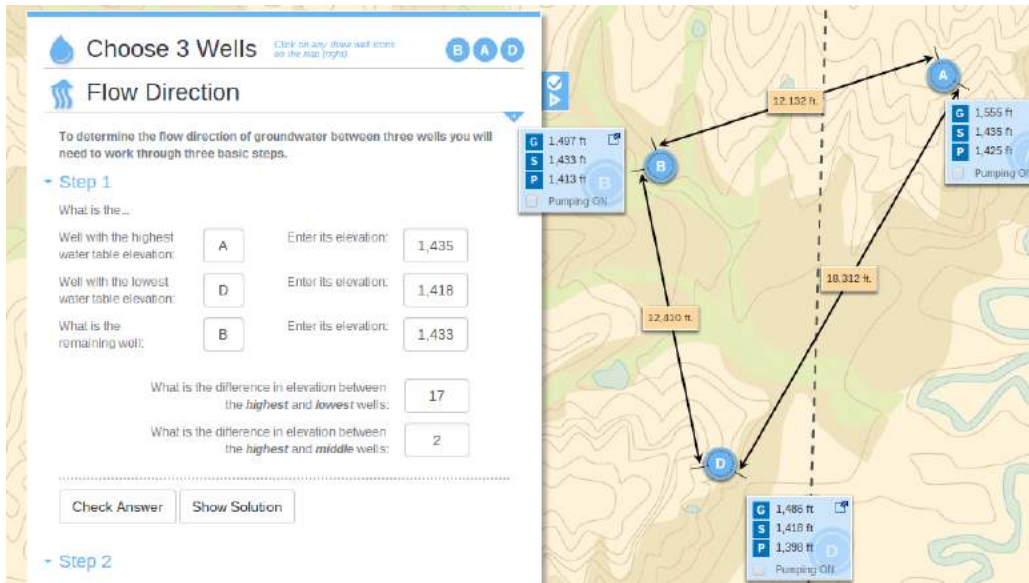 Choose 3 Wells
Click on any three well icons
on the map (right)
B A D
Flow Direction
To determine the flow direction of groundwater between three wells you will
need to work through three basic steps.
Step 1
What is the...
Well with the highest
water table elevation:
A
Enter its elevation:
1,435
Well with the lowest
water table elevation:
D
Enter its elevation:
1,418
What is the
remaining well:
B
Enter its elevation:
1,433
What is the difference in elevation between
the highest and lowest wells:
17
What is the difference in elevation between
the highest and middle wells:
2
Check Answer
Show Solution
Step 2
A
12,132 ft.
G 1,555 ft
S 1,435 ft
P 1,425 ft
Pumping ON
G 1,497 ft
S 1,433 ft
P 1,413 ft
B
Pumping ON
B
18,312 ft.
12,410 ft.
D
G 1,486 ft
S 1,418 ft
P 1,398 ft
D
Pumping ON